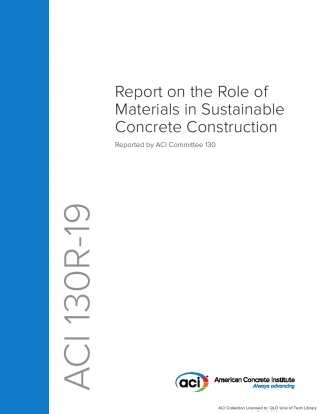 Report on the Role of
Materials in Sustainable
Concrete Construction
Reported by ACI Committee 130
ACI 130R-19
aci
American Concrete Institute
Always advancing
ACI Collection Licensed to: QLD Univ of Tech Library